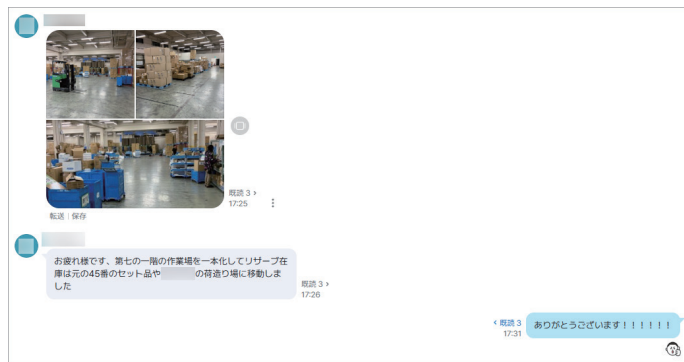 既読 3 >
17:25
転送 | 保存
お疲れ様です、第七の一階の作業場を一本化してリザーブ在
庫は元の45番のセット品や の荷造り場に移動しま
した
既読 3 >
17:26
< 既読 3
17:31
ありがとうございます！！！！！！